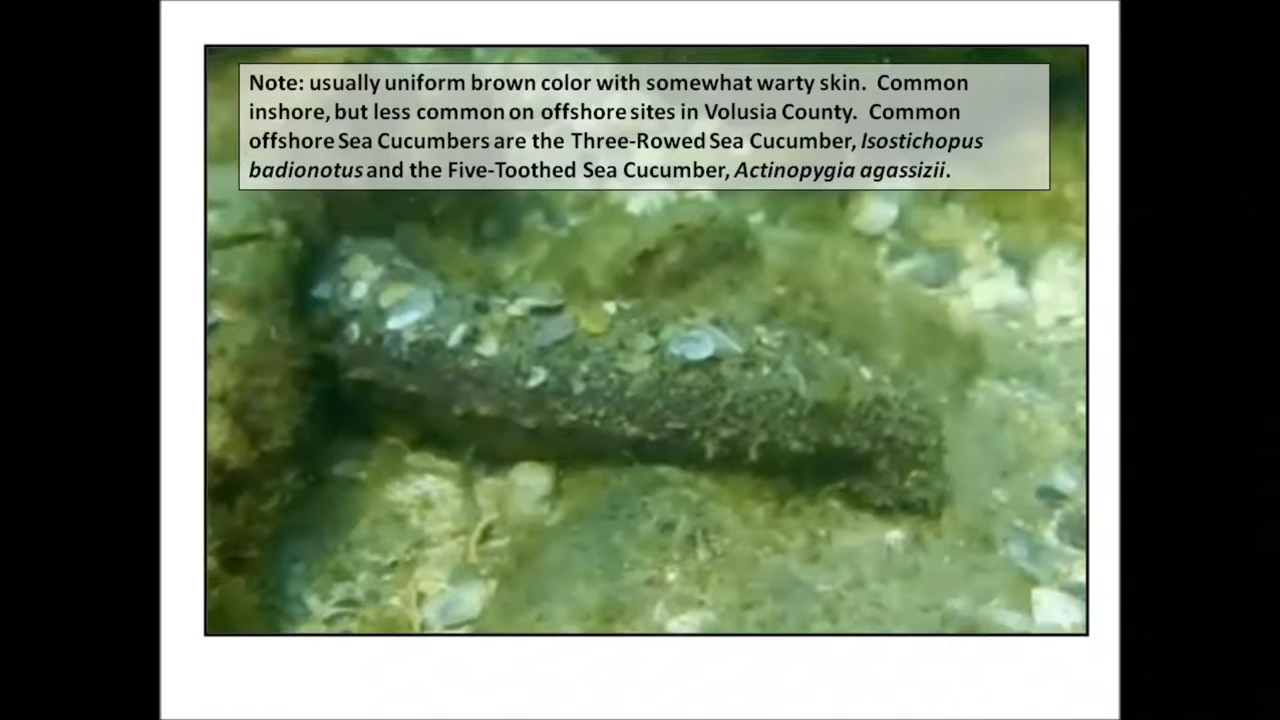 Note: usually uniform brown color with somewhat warty skin.  Common
inshore, but less common on offshore sites in Volusia County.  Common
offshore Sea Cucumbers are the Three-Rowed Sea Cucumber, Isostichopus
badionotus and the Five-Toothed Sea Cucumber, Actinopygia agassizii.